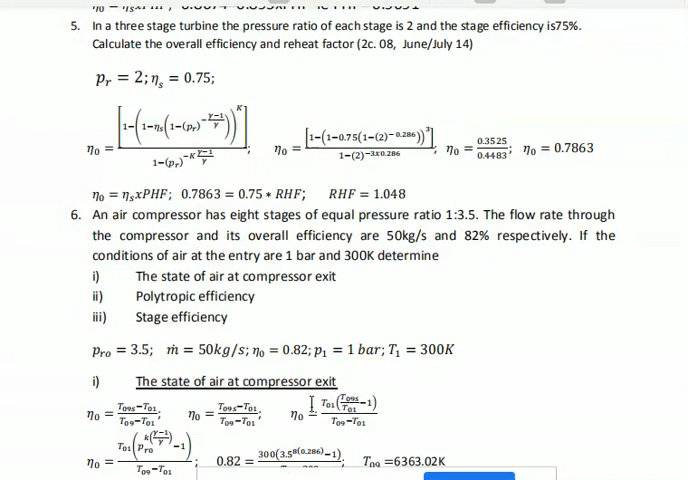 5. In a three stage turbine the pressure ratio of each stage is 2 and the stage efficiency is75%.
Calculate the overall efficiency and reheat factor (2c. 08, June/July 14)
p_r = 2; η_s = 0.75;
η_0 = [1-(1-η_s(1-(p_r)^{-(γ-1)/γ}))^K] / 1-(p_r)^{-K(γ-1)/γ}; η_0 = [1-(1-0.75(1-(2)^{-0.286}))^3] / 1-(2)^{-3X0.286}; η_0 = 0.3525/0.4483; η_0 = 0.7863
η_0 = η_s xPHF; 0.7863 = 0.75 * RHF; RHF = 1.048
6. An air compressor has eight stages of equal pressure ratio 1:3.5. The flow rate through
the compressor and its overall efficiency are 50kg/s and 82% respectively. If the
conditions of air at the entry are 1 bar and 300K determine
i) The state of air at compressor exit
ii) Polytropic efficiency
iii) Stage efficiency
p_ro = 3.5; ṁ = 50kg/s; η_0 = 0.82; p_1 = 1 bar; T_1 = 300K
i) The state of air at compressor exit
η_0 = T_09s-T_01 / T_09-T_01; η_0 = T_09s-T_01 / T_09-T_01; η_0 = T_01(T_09s/T_01 -1) / T_09-T_01
η_0 = T_01(p_ro^{k((γ-1)/γ)} -1) / T_09-T_01; 0.82 = 300(3.5^{8(0.286)}-1); T_09 =6363.02K